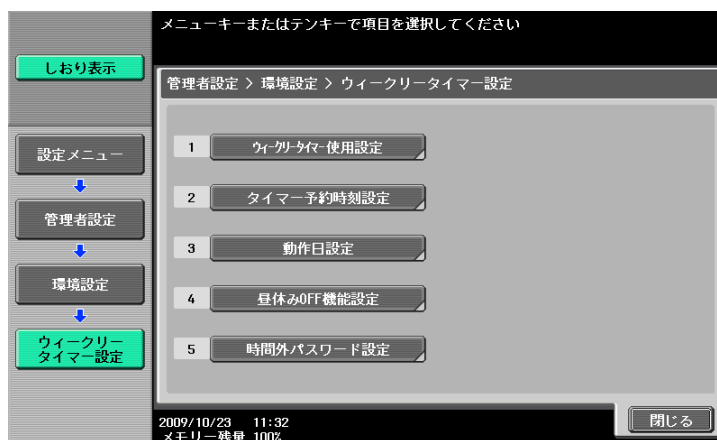 メニューキーまたはテンキーで項目を選択してください
しおり表示
管理者設定 > 環境設定 > ウィークリータイマー設定
設定メニュー
管理者設定
環境設定
ウィークリー
タイマー設定
1 ウィークリータイマー使用設定
2 タイマー予約時刻設定
3 動作日設定
4 昼休みOFF機能設定
5 時間外パスワード設定
閉じる
2009/10/23 11:32
メモリー残量 100%